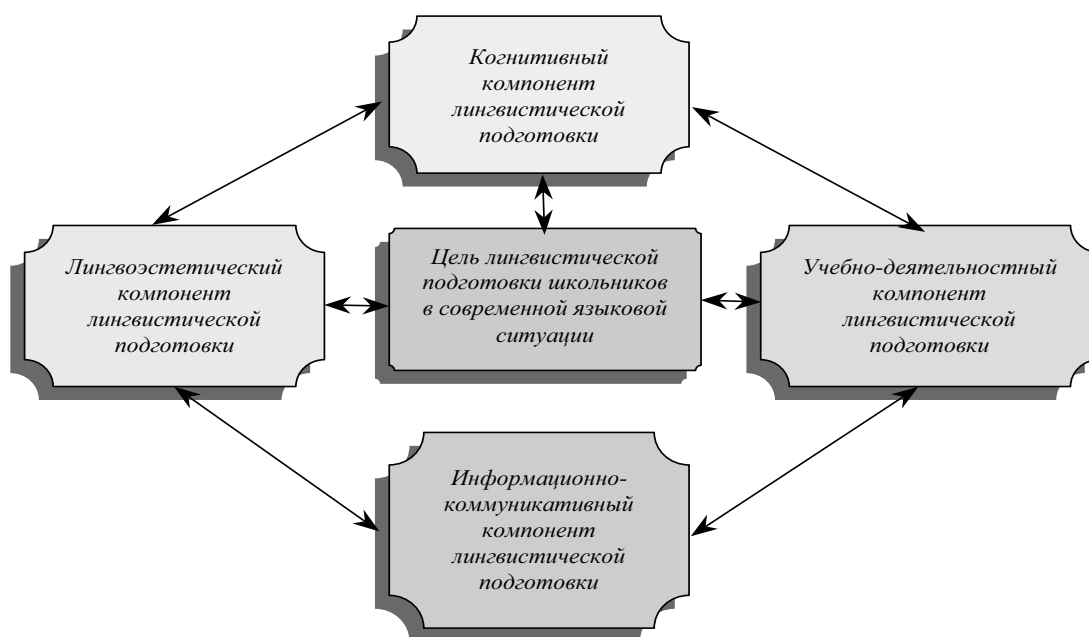 Когнитивный
компонент
лингвистической
подготовки
Лингвоэстетический
компонент
лингвистической
подготовки
Цель лингвистической
подготовки школьников
в современной языковой
ситуации
Учебно-деятельностный
компонент
лингвистической
подготовки
Информационно-
коммуникативный
компонент
лингвистической
подготовки